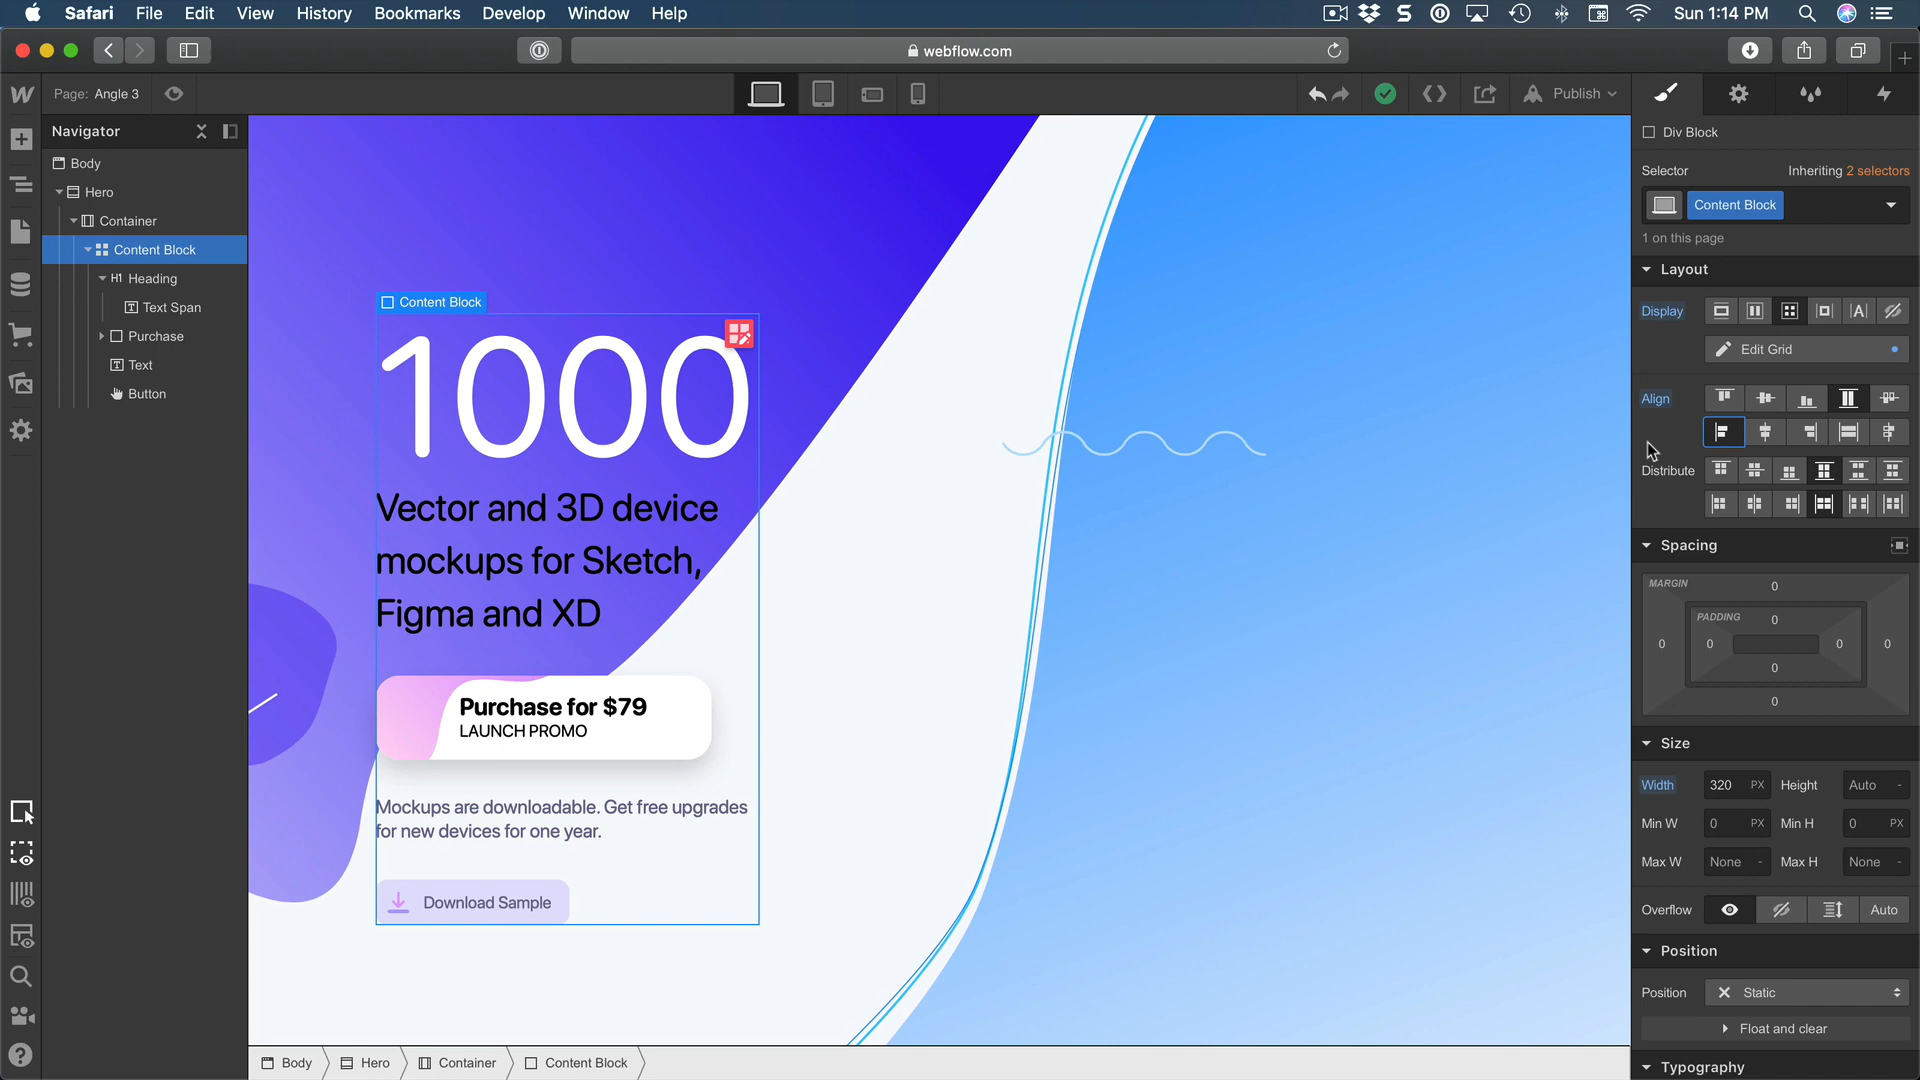 Safari File Edit View History Bookmarks Develop Window Help
Sun 1:14 PM
webflow.com
Page: Angle 3
Publish
Navigator
Body
Hero
Container
Content Block
H1 Heading
Text Span
Purchase
Text
Button
Content Block
1000
Vector and 3D device
mockups for Sketch,
Figma and XD
Purchase for $79
LAUNCH PROMO
Mockups are downloadable. Get free upgrades
for new devices for one year.
Download Sample
Body Hero Container Content Block
Div Block
Selector Inheriting 2 selectors
Content Block
1 on this page
Layout
Display
Edit Grid
Align
Distribute
Spacing
MARGIN
0
PADDING
0
0 0 0 0
0
0
Size
Width 320 PX Height Auto -
Min W 0 PX Min H 0 PX
Max W None - Max H None -
Overflow Auto
Position
Position Static
Float and clear
Typography